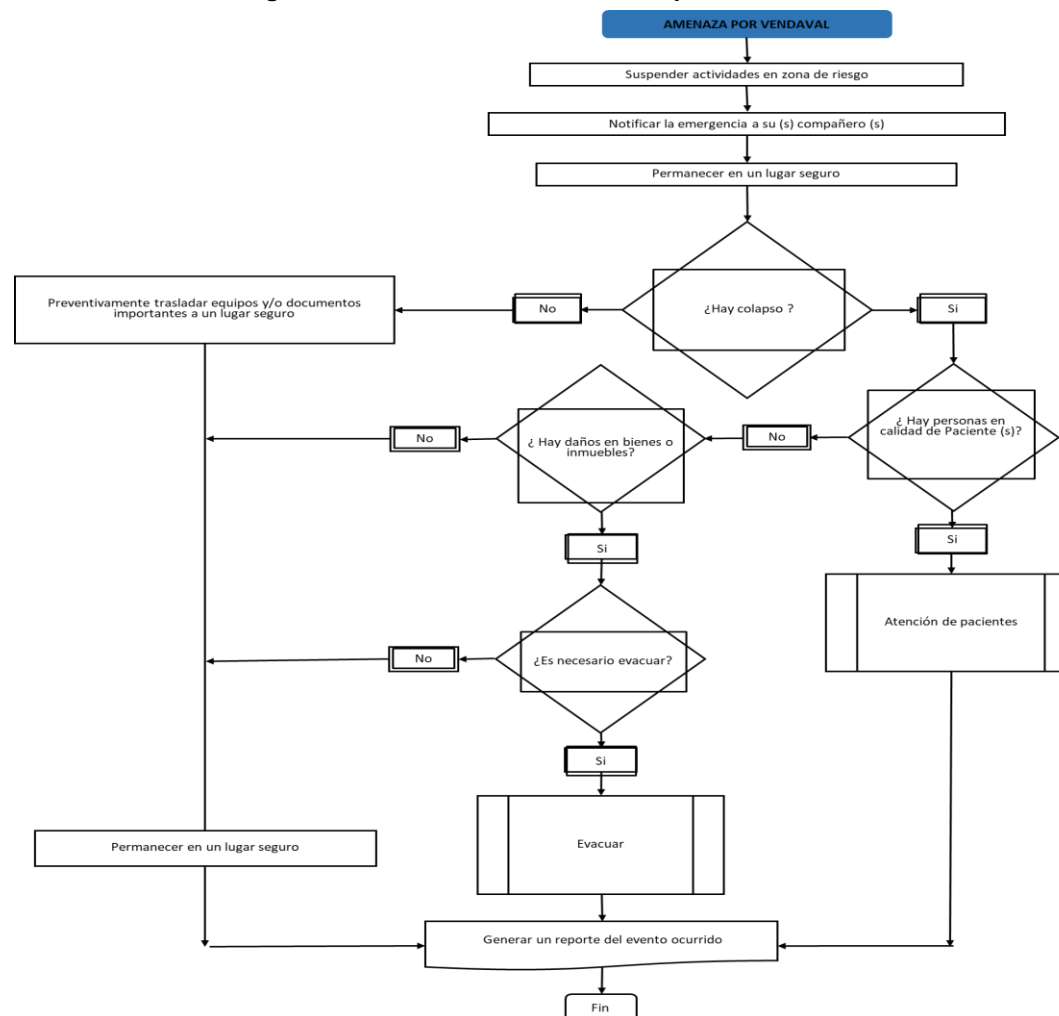 AMENAZA POR VENDAVAL
Suspender actividades en zona de riesgo
Notificar la emergencia a su (s) compañero (s)
Permanecer en un lugar seguro
Preventivamente trasladar equipos y/o documentos
importantes a un lugar seguro
No
¿Hay colapso ?
Si
¿ Hay personas en
calidad de Paciente (s)?
No
¿ Hay daños en bienes o
inmuebles?
No
Si
Si
Atención de pacientes
¿Es necesario evacuar?
No
Si
Evacuar
Permanecer en un lugar seguro
Generar un reporte del evento ocurrido
Fin